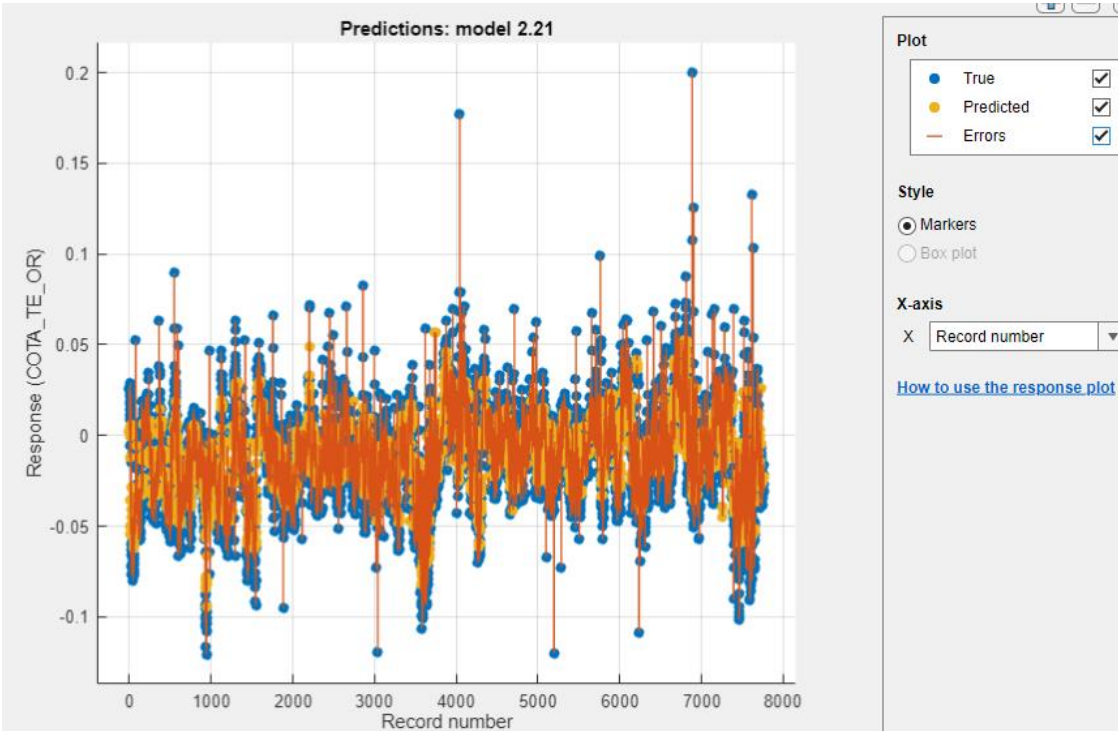 Predictions: model 2.21
Response (COTA_TE_OR)
0.2
0.15
0.1
0.05
0
-0.05
-0.1
0 1000 2000 3000 4000 5000 6000 7000 8000
Record number
Plot
True
Predicted
Errors
Style
Markers
Box plot
X-axis
X Record number
How to use the response plot